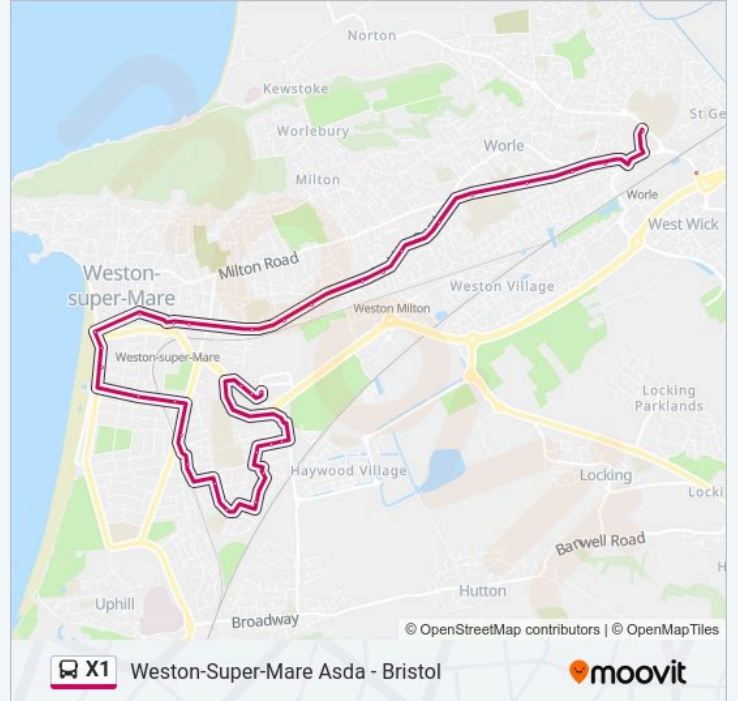 Norton
Kewstoke
St Ge
Worlebury
Worle
Milton
Worle
West Wick
Milton Road
Weston-
super-Mare
Weston Village
Weston Milton
Weston-super-Mare
Locking
Parklands
Haywood Village
Locking
Locki
Banwell Road
H
Hutton
Uphill
Broadway
© OpenStreetMap contributors | © OpenMapTiles
X1 Weston-Super-Mare Asda - Bristol
moovit